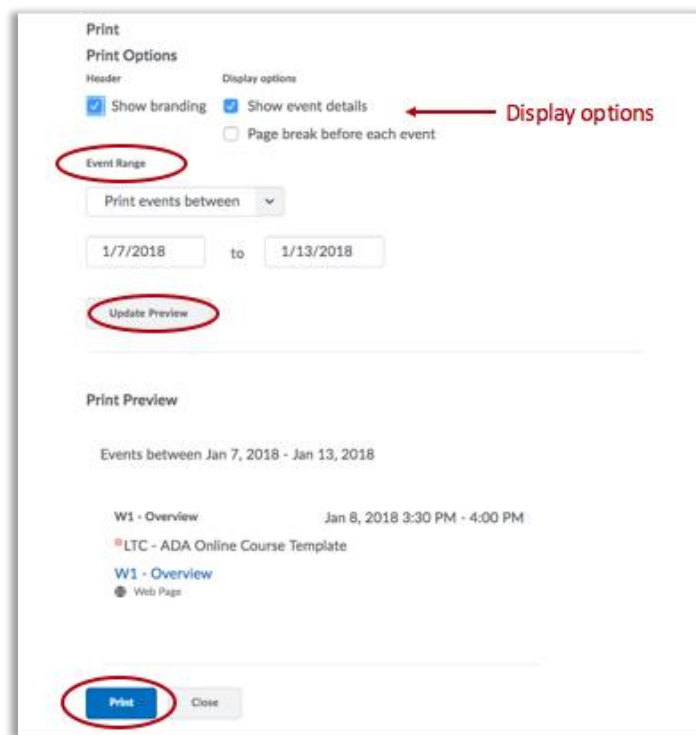 Print
Print Options
Header Display options
Show branding Show event details
Display options
Page break before each event
Event Range
Print events between
1/7/2018 to 1/13/2018
Update Preview
Print Preview
Events between Jan 7, 2018 - Jan 13, 2018
W1 - Overview Jan 8, 2018 3:30 PM - 4:00 PM
LTC - ADA Online Course Template
W1 - Overview
Web Page
Print Close